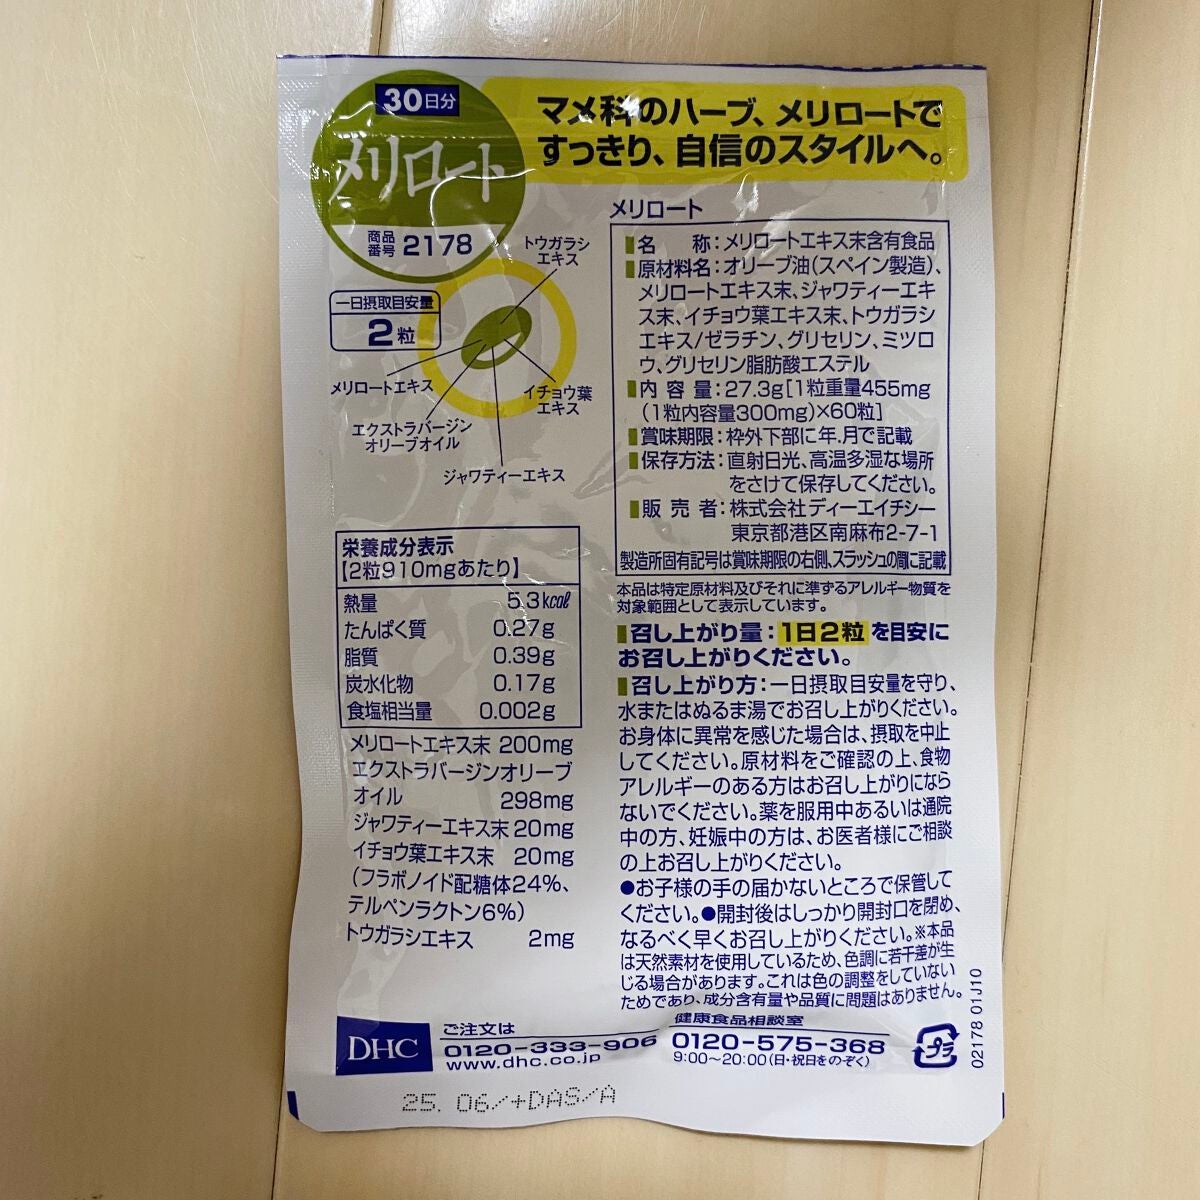 30日分
メリロート
商品番号 2178
マメ科のハーブ、メリロートで
すっきり、自信のスタイルへ。
一日摂取目安量
2粒
トウガラシ
エキス
メリロートエキス
イチョウ葉
エキス
エクストラバージン
オリーブオイル
ジャワティーエキス
栄養成分表示
【2粒910mgあたり】
熱量 5.3kcal
たんぱく質 0.27g
脂質 0.39g
炭水化物 0.17g
食塩相当量 0.002g
メリロートエキス末 200mg
エクストラバージンオリーブ
オイル 298mg
ジャワティーエキス末 20mg
イチョウ葉エキス末 20mg
(フラボノイド配糖体24%、
テルペンラクトン6%)
トウガラシエキス 2mg
メリロート
名称:メリロートエキス末含有食品
原材料名:オリーブ油(スペイン製造)、
メリロートエキス末、ジャワティーエキ
ス末、イチョウ葉エキス末、トウガラシ
エキス/ゼラチン、グリセリン、ミツロ
ウ、グリセリン脂肪酸エステル
内容量:27.3g[1粒重量455mg
(1粒内容量300mg)×60粒]
賞味期限:枠外下部に年.月で記載
保存方法:直射日光、高温多湿な場所
をさけて保存してください。
販売者:株式会社ディーエイチシー
東京都港区南麻布2-7-1
製造所固有記号は賞味期限の右側、スラッシュの間に記載
本品は特定原材料及びそれに準ずるアレルギー物質を
対象範囲として表示しています。
召し上がり量:1日2粒を目安に
お召し上がりください。
召し上がり方:一日摂取目安量を守り、
水またはぬるま湯でお召し上がりください。
お身体に異常を感じた場合は、摂取を中止
してください。原材料をご確認の上、食物
アレルギーのある方はお召し上がりになら
ないでください。薬を服用中あるいは通院
中の方、妊娠中の方は、お医者様にご相談
の上お召し上がりください。
●お子様の手の届かないところで保管して
ください。●開封後はしっかり開封口を閉め、
なるべく早くお召し上がりください。※本品
は天然素材を使用しているため、色調に若干差が生
じる場合があります。これは色の調整をしていない
ためであり、成分含有量や品質に問題はありません。
DHC
ご注文は
0120-333-906
www.dhc.co.jp
健康食品相談室
0120-575-368
9:00〜20:00(日・祝日をのぞく)
プラ
02178 01J10
25. 06/+DAS/A